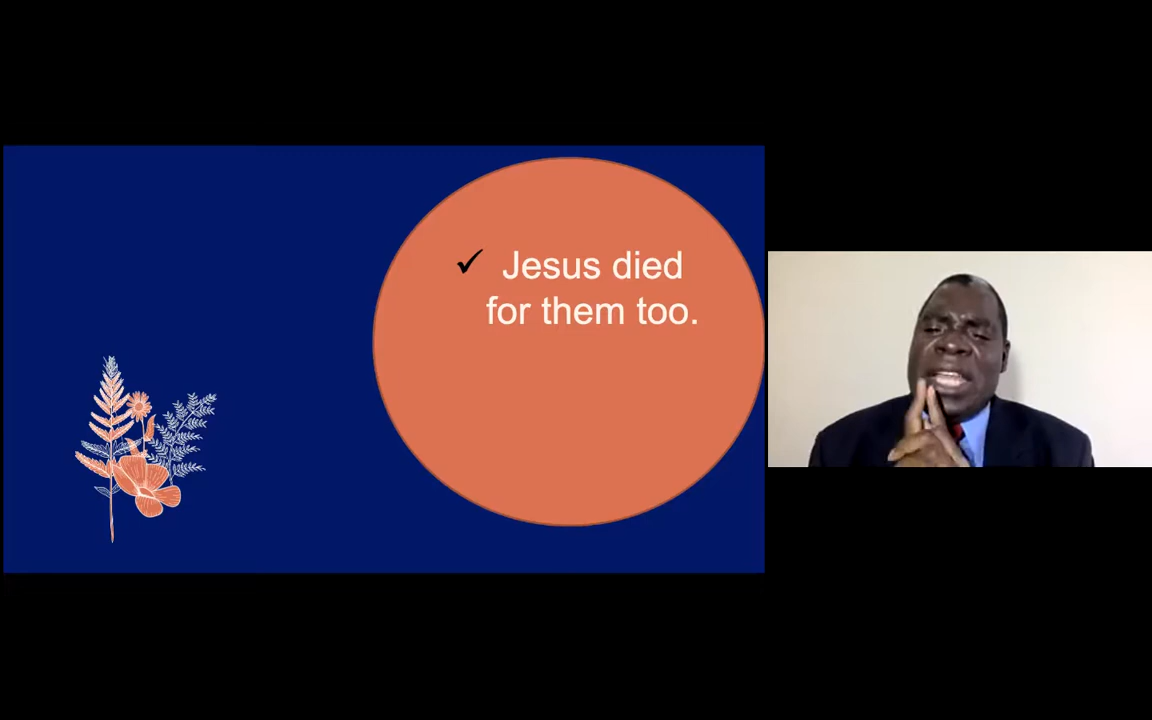 ✓ Jesus died
for them too.